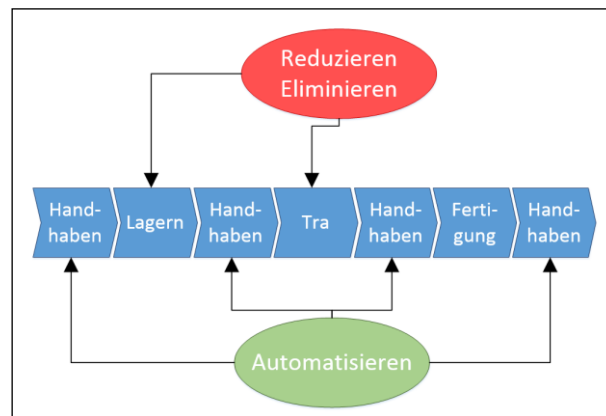 Reduzieren
Eliminieren
Hand-
haben
Lagern
Hand-
haben
Tra
Hand-
haben
Ferti-
gung
Hand-
haben
Automatisieren